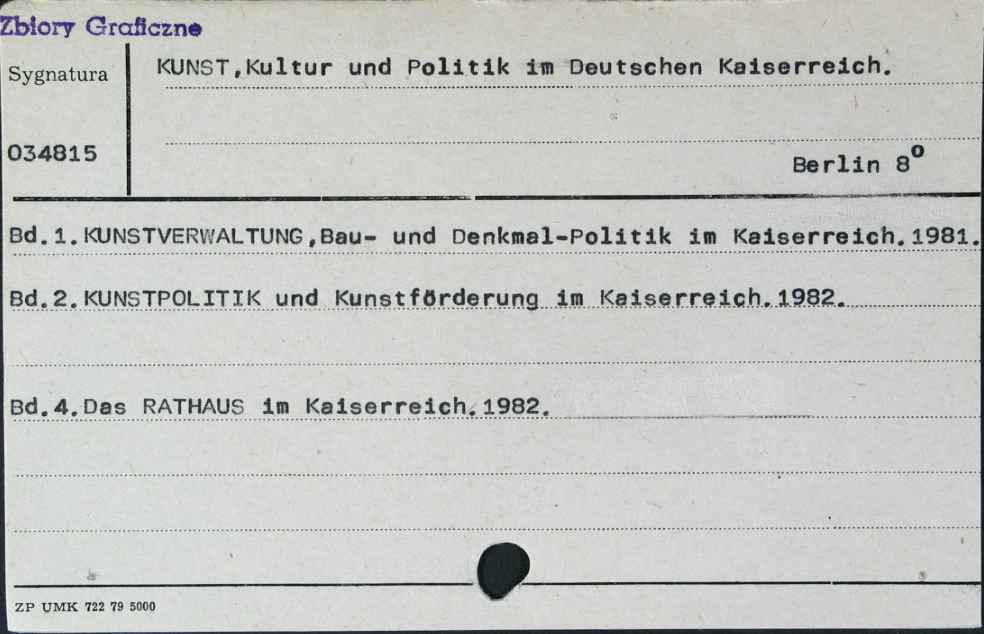 Zbiory Graficzne
Sygnatura
KUNST,Kultur und Politik im Deutschen Kaiserreich.
034815
Berlin 8º
Bd.1.KUNSTVERWALTUNG,Bau- und Denkmal-Politik im Kaiserreich.1981.
Bd.2.KUNSTPOLITIK und Kunstförderung im Kaiserreich.1982.
Bd.4.Das RATHAUS im Kaiserreich.1982.
ZP UMK 722 79 5000